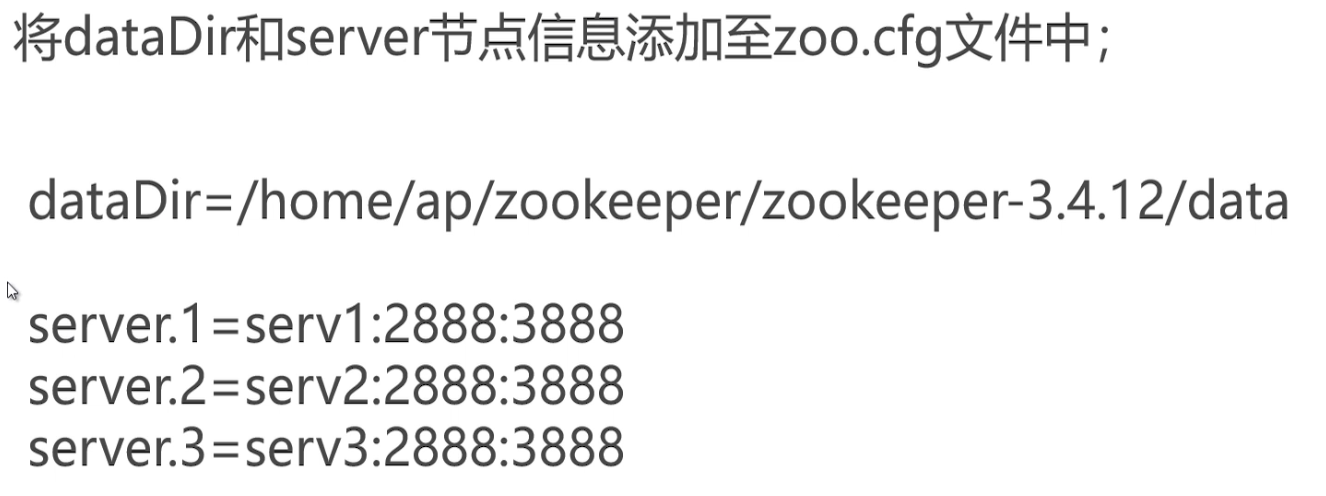 将dataDir和server节点信息添加至zoo.cfg文件中；
dataDir=/home/ap/zookeeper/zookeeper-3.4.12/data
server.1=serv1:2888:3888
server.2=serv2:2888:3888
server.3=serv3:2888:3888